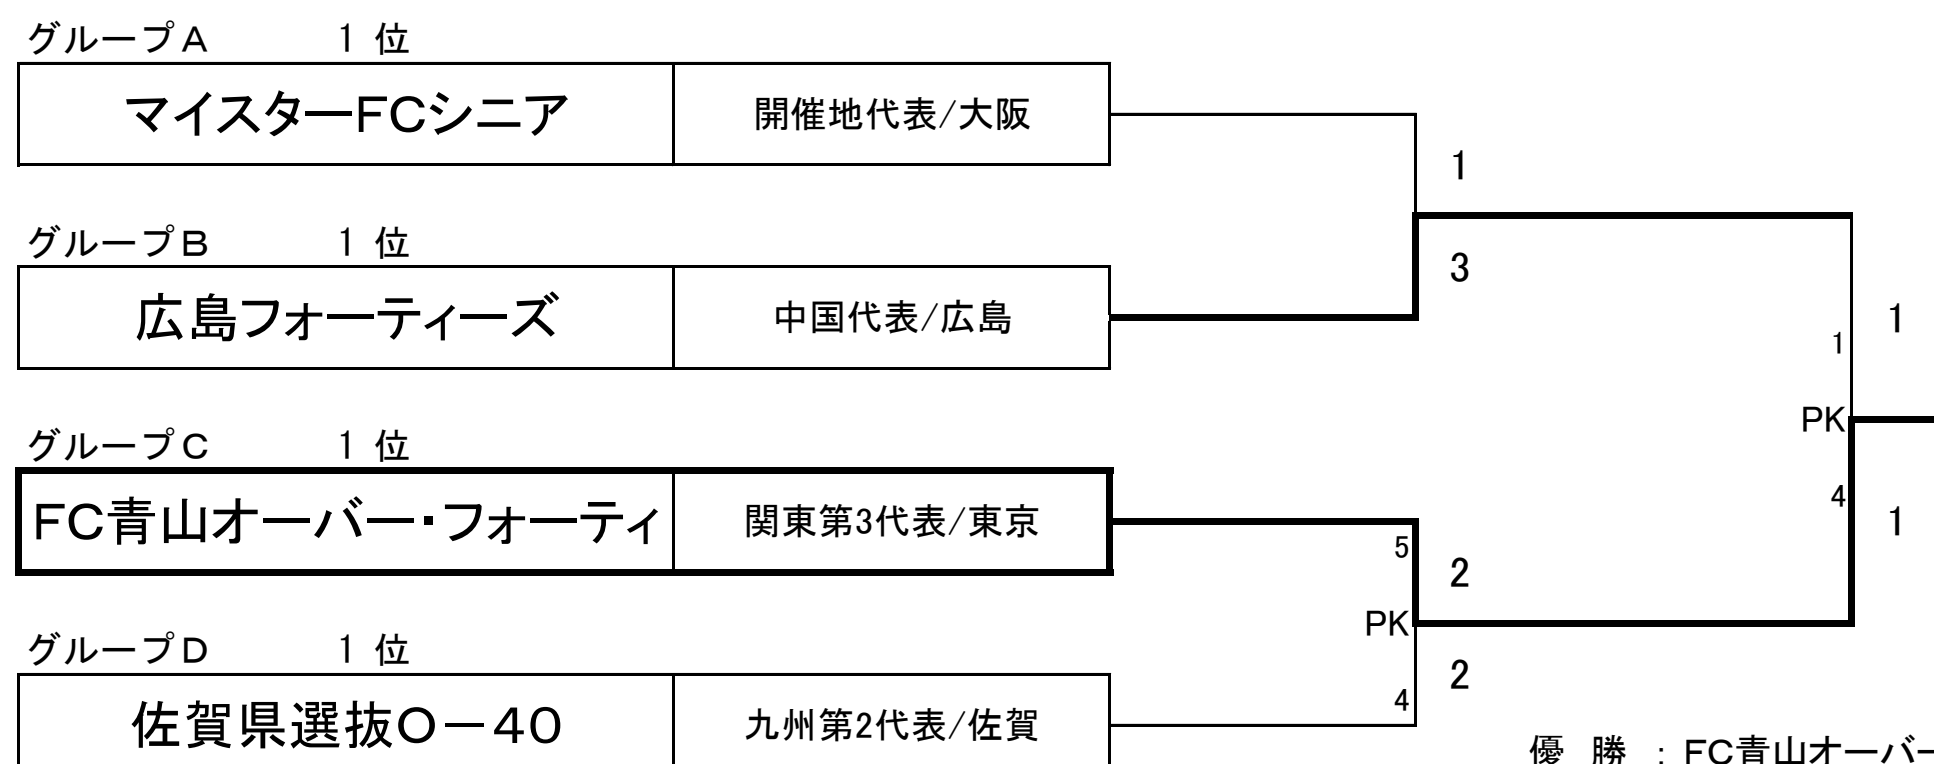 グループA 1 位
マイスターFCシニア 開催地代表/大阪
1
グループB 1 位
3
広島フォーティーズ 中国代表/広島
1
1
PK
グループC 1 位
4
1
FC青山オーバー・フォーティ 関東第3代表/東京
5
2
PK
グループD 1 位
2
4
佐賀県選抜O－40 九州第2代表/佐賀
優 勝 : FC青山オーバー